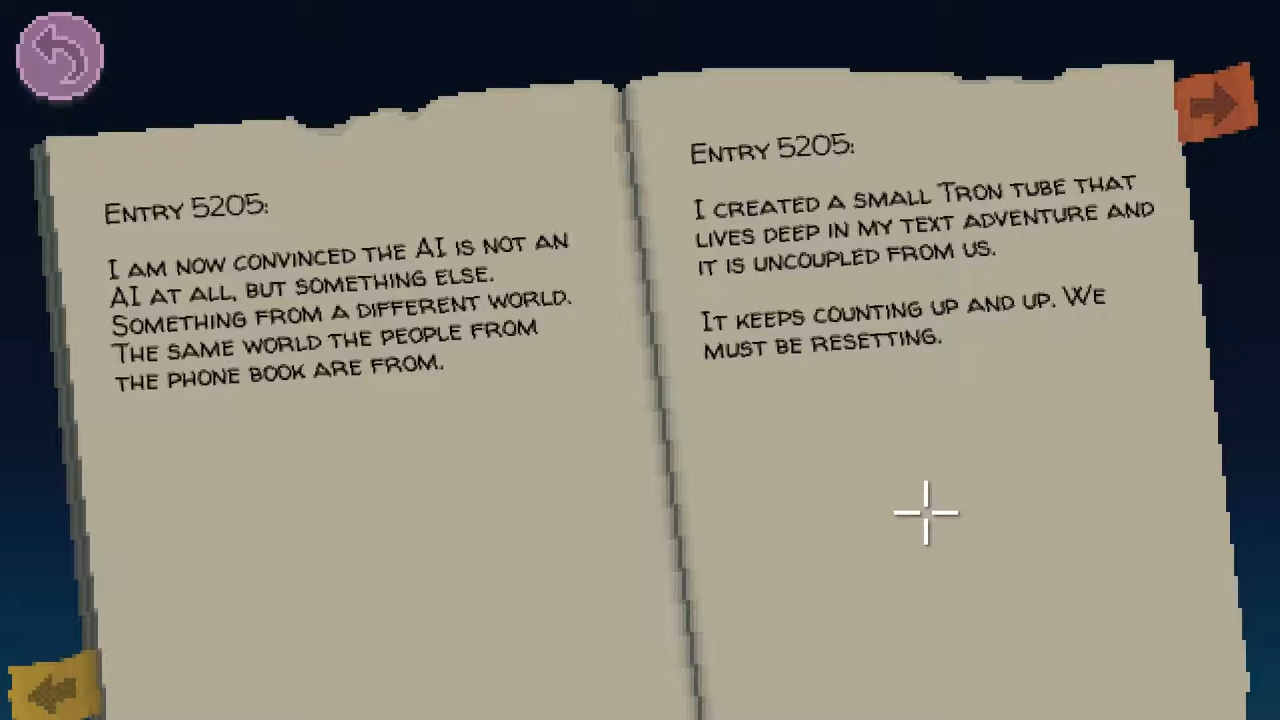 Entry 5205:
I am now convinced the AI is not an
AI at all, but something else.
Something from a different world.
The same world the people from
the phone book are from.
Entry 5205:
I created a small 'Tron tube that
lives deep in my text adventure and
it is uncoupled from us.
It keeps counting up and up. We
must be resetting.